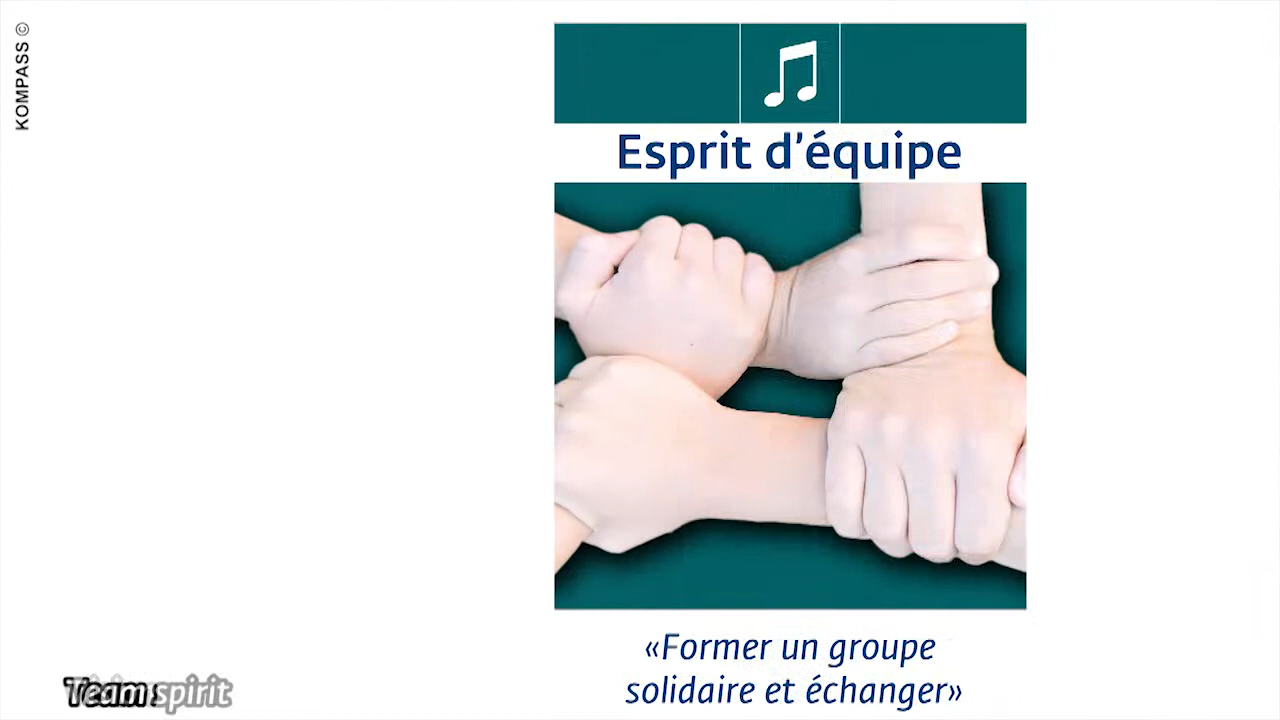 KOMPASS ©
Esprit d'équipe
«Former un groupe
solidaire et échanger»
Team spirit